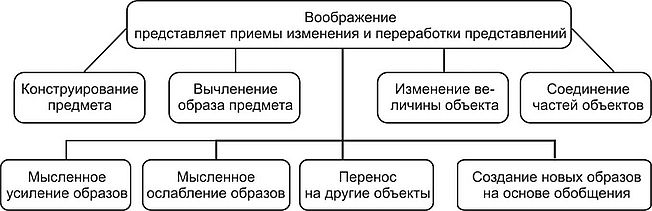 Воображение
представляет приемы изменения и переработки представлений
Конструирование
предмета
Вычленение
образа предмета
Изменение ве-
личины объекта
Соединение
частей объектов
Мысленное
усиление образов
Мысленное
ослабление образов
Перенос
на другие объекты
Создание новых образов
на основе обобщения